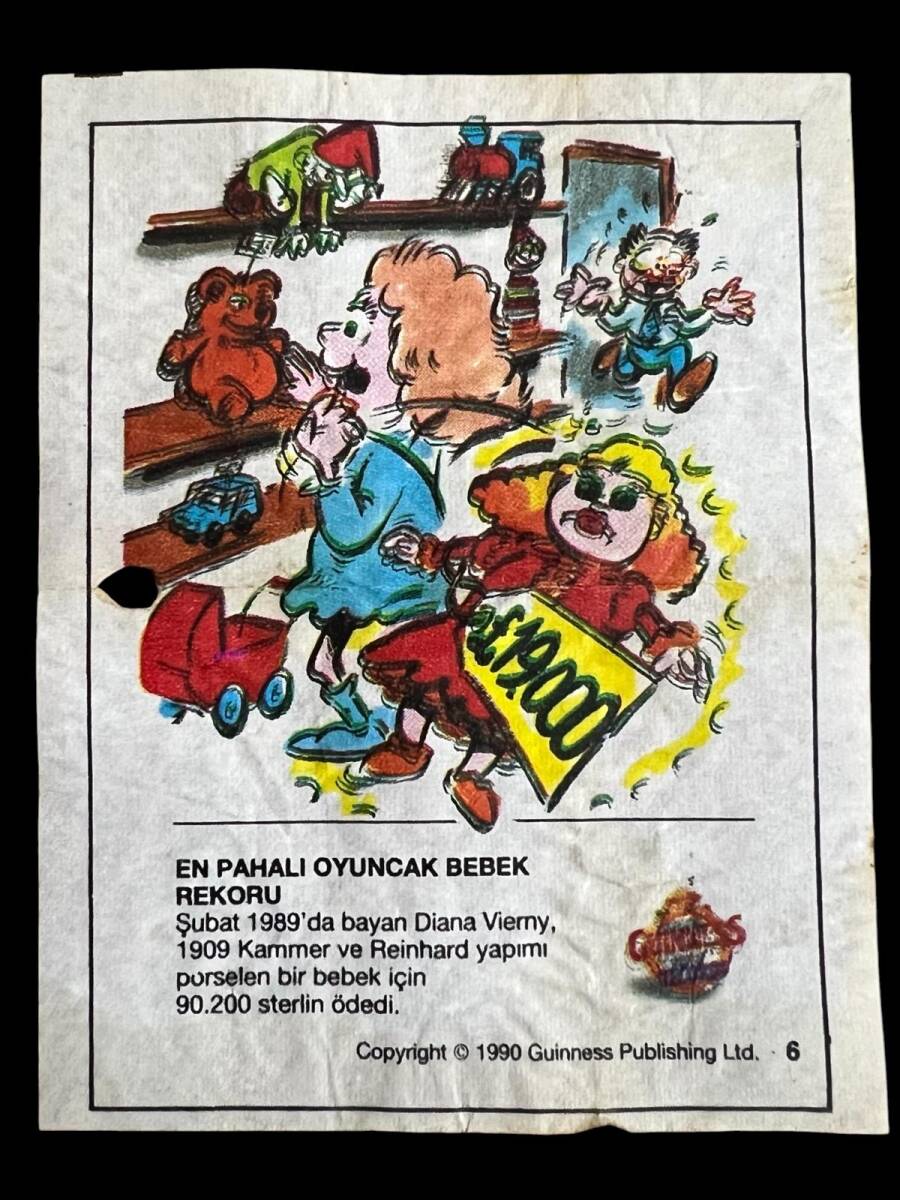 £19,000
EN PAHALI OYUNCAK BEBEK
REKORU
Şubat 1989'da bayan Diana Vierny,
1909 Kammer ve Reinhard yapımı
porselen bir bebek için
90.200 sterlin ödedi.
Copyright © 1990 Guinness Publishing Ltd. · 6